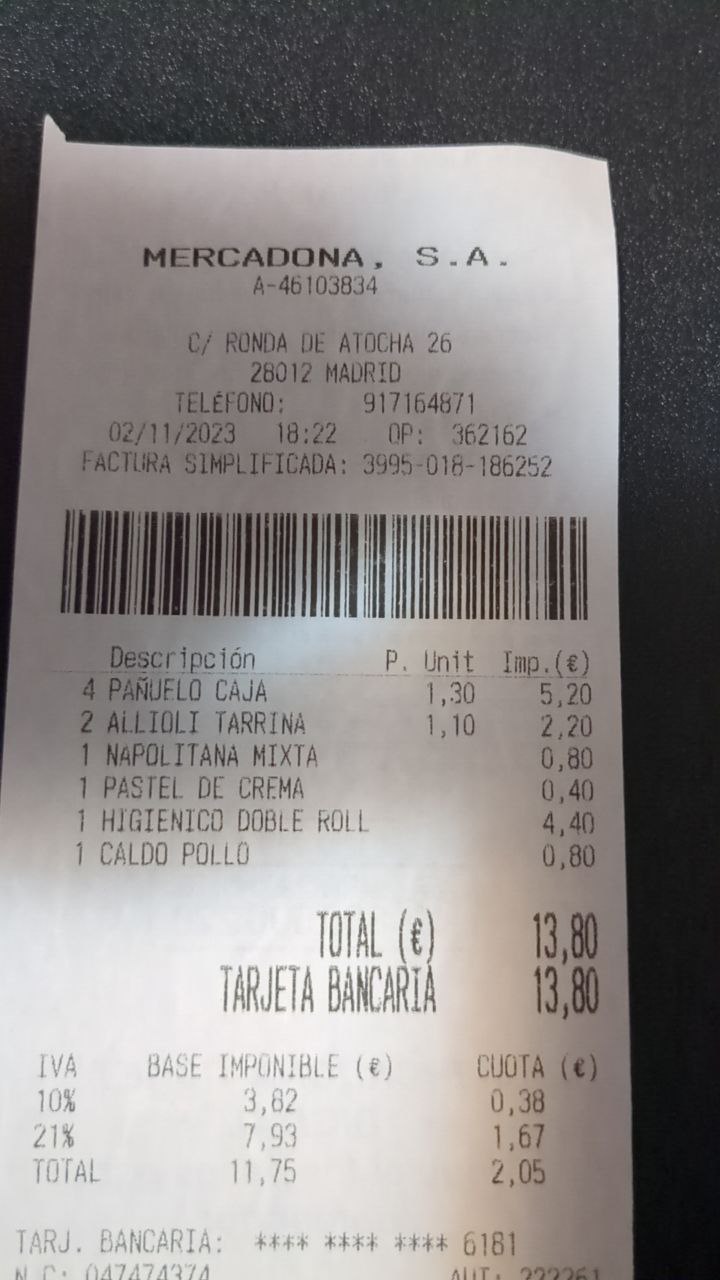 MERCADONA, S.A.
A-46103834
C/ RONDA DE ATOCHA 26
28012 MADRID
TELÉFONO: 917164871
02/11/2023 18:22 OP: 362162
FACTURA SIMPLIFICADA: 3995-018-186252
Descripción P. Unit Imp.(€)
4 PAÑUELO CAJA 1,30 5,20
2 ALLIOLI TARRINA 1,10 2,20
1 NAPOLITANA MIXTA 0,80
1 PASTEL DE CREMA 0,40
1 HIGIENICO DOBLE ROLL 4,40
1 CALDO POLLO 0,80
TOTAL (€) 13,80
TARJETA BANCARIA 13,80
IVA BASE IMPONIBLE (€) CUOTA (€)
10% 3,82 0,38
21% 7,93 1,67
TOTAL 11,75 2,05
TARJ. BANCARIA: **** **** **** 6181
N.C: 047474374 AUT: